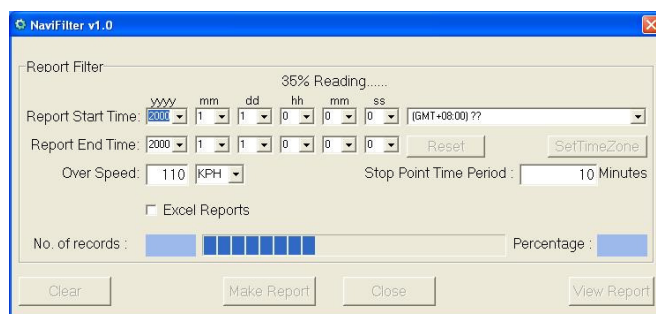 NaviFilter v1.0
Report Filter
35% Reading......
yyyy mm dd hh mm ss
Report Start Time: 2000 1 1 0 0 0 (GMT+08:00) ??
Report End Time: 2000 1 1 0 0 0 Reset SetTimeZone
Over Speed: 110 KPH Stop Point Time Period : 10 Minutes
Excel Reports
No. of records : Percentage :
Clear Make Report Close View Report